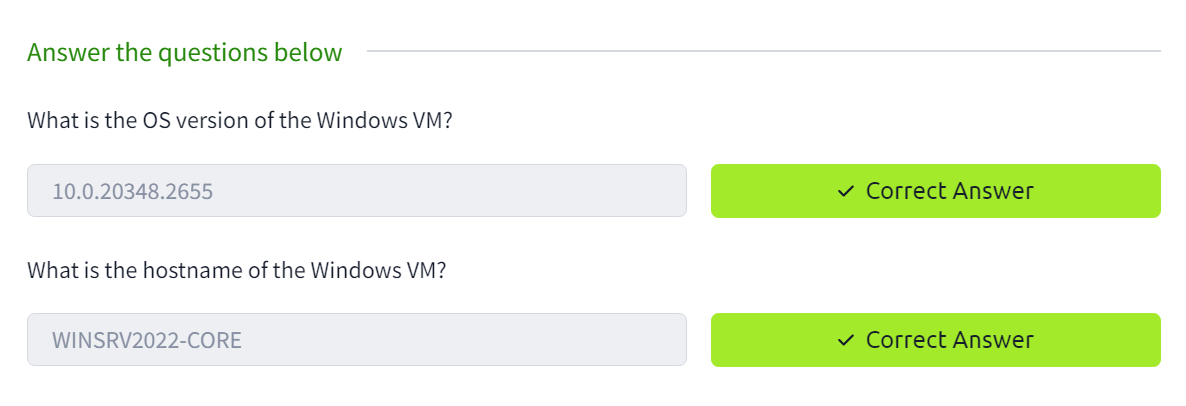 Answer the questions below
What is the OS version of the Windows VM?
10.0.20348.2655
✓ Correct Answer
What is the hostname of the Windows VM?
WINSRV2022-CORE
✓ Correct Answer